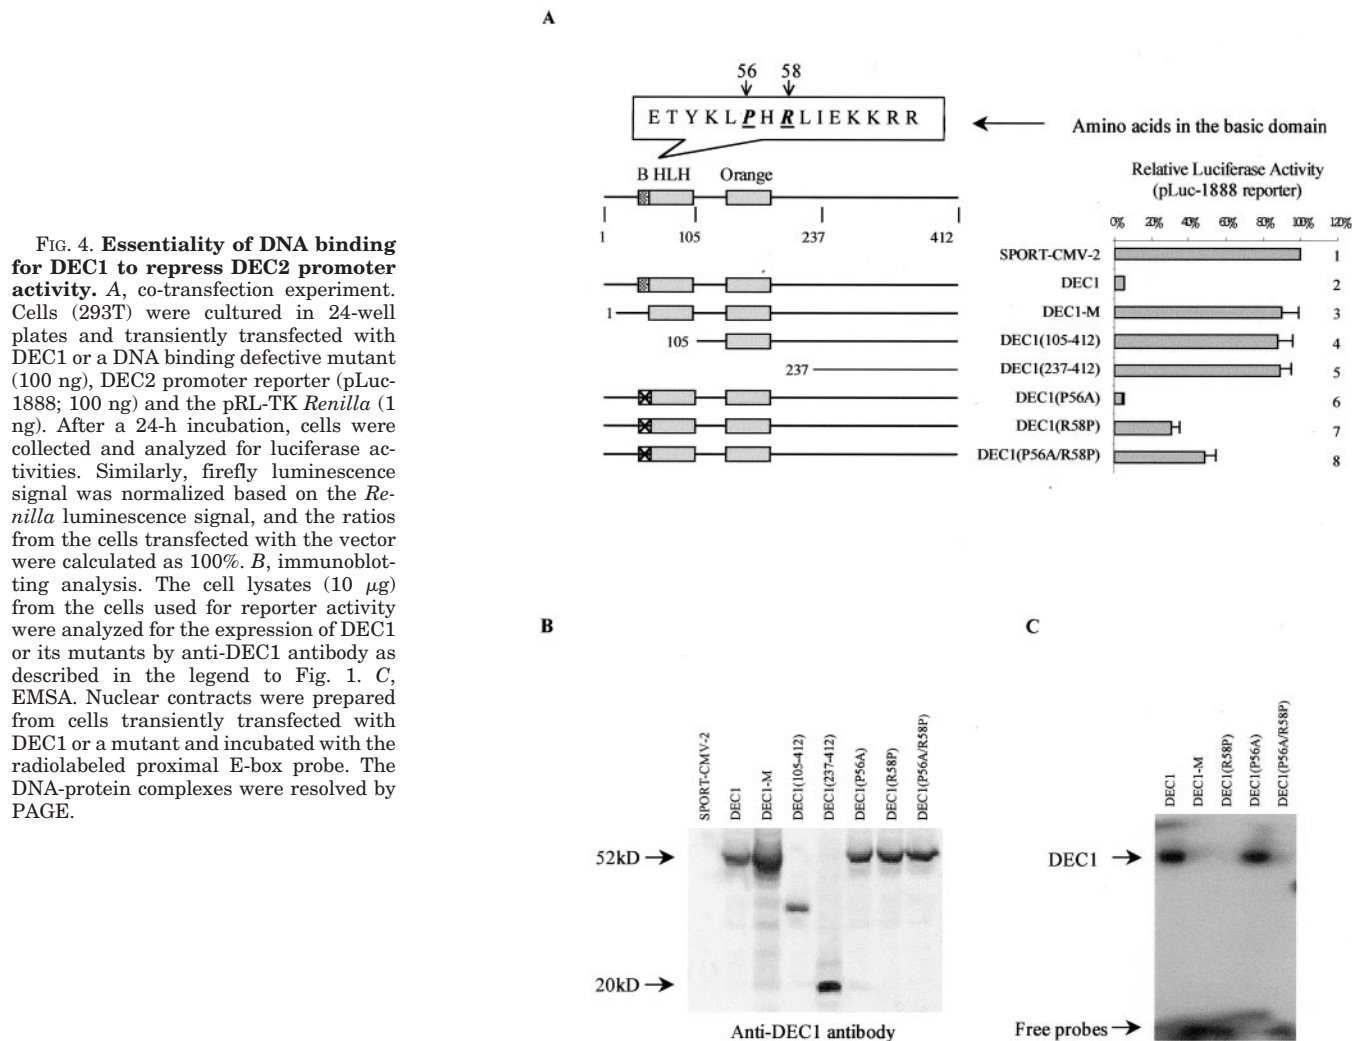 A
56 58
E T Y K L P H R L I E K K R R
Amino acids in the basic domain
B HLH Orange
Relative Luciferase Activity
(pLuc-1888 reporter)
1 105 237 412
0% 20% 40% 60% 80% 100% 120%
SPORT-CMV-2 1
DEC1 2
1 DEC1-M 3
105 DEC1(105-412) 4
237 DEC1(237-412) 5
DEC1(P56A) 6
DEC1(R58P) 7
DEC1(P56A/R58P) 8
FIG. 4. Essentiality of DNA binding
for DEC1 to repress DEC2 promoter
activity. A, co-transfection experiment.
Cells (293T) were cultured in 24-well
plates and transiently transfected with
DEC1 or a DNA binding defective mutant
(100 ng), DEC2 promoter reporter (pLuc-
1888; 100 ng) and the pRL-TK Renilla (1
ng). After a 24-h incubation, cells were
collected and analyzed for luciferase ac-
tivities. Similarly, firefly luminescence
signal was normalized based on the Re-
nilla luminescence signal, and the ratios
from the cells transfected with the vector
were calculated as 100%. B, immunoblot-
ting analysis. The cell lysates (10 μg)
from the cells used for reporter activity
were analyzed for the expression of DEC1
or its mutants by anti-DEC1 antibody as
described in the legend to Fig. 1. C,
EMSA. Nuclear contracts were prepared
from cells transiently transfected with
DEC1 or a mutant and incubated with the
radiolabeled proximal E-box probe. The
DNA-protein complexes were resolved by
PAGE.
B
SPORT-CMV-2
DEC1
DEC1-M
DEC1(105-412)
DEC1(237-412)
DEC1(P56A)
DEC1(R58P)
DEC1(P56A/R58P)
52kD
20kD
Anti-DEC1 antibody
C
DEC1
DEC1-M
DEC1(R58P)
DEC1(P56A)
DEC1(P56A/R58P)
DEC1
Free probes